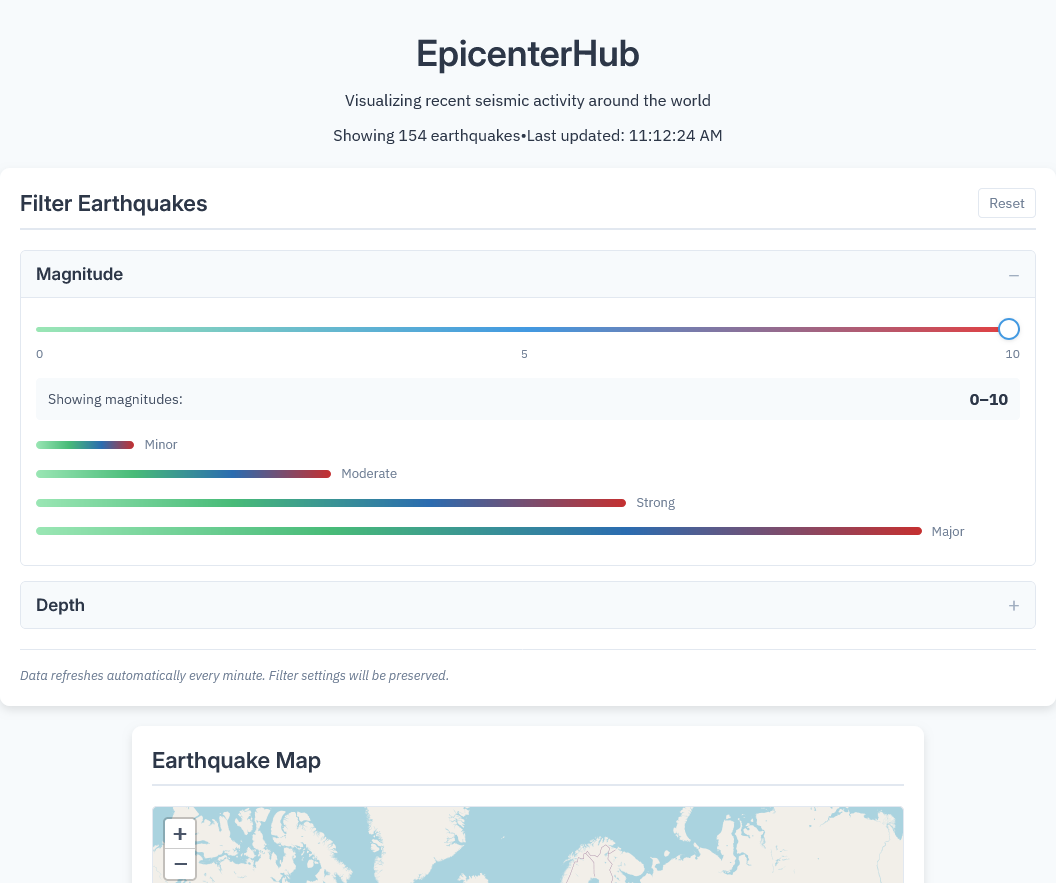 EpicenterHub
Visualizing recent seismic activity around the world
Showing 154 earthquakes•Last updated: 11:12:24 AM
Filter Earthquakes
Reset
Magnitude
−
0
5
10
Showing magnitudes:
0–10
Minor
Moderate
Strong
Major
Depth
+
Data refreshes automatically every minute. Filter settings will be preserved.
Earthquake Map
+
−